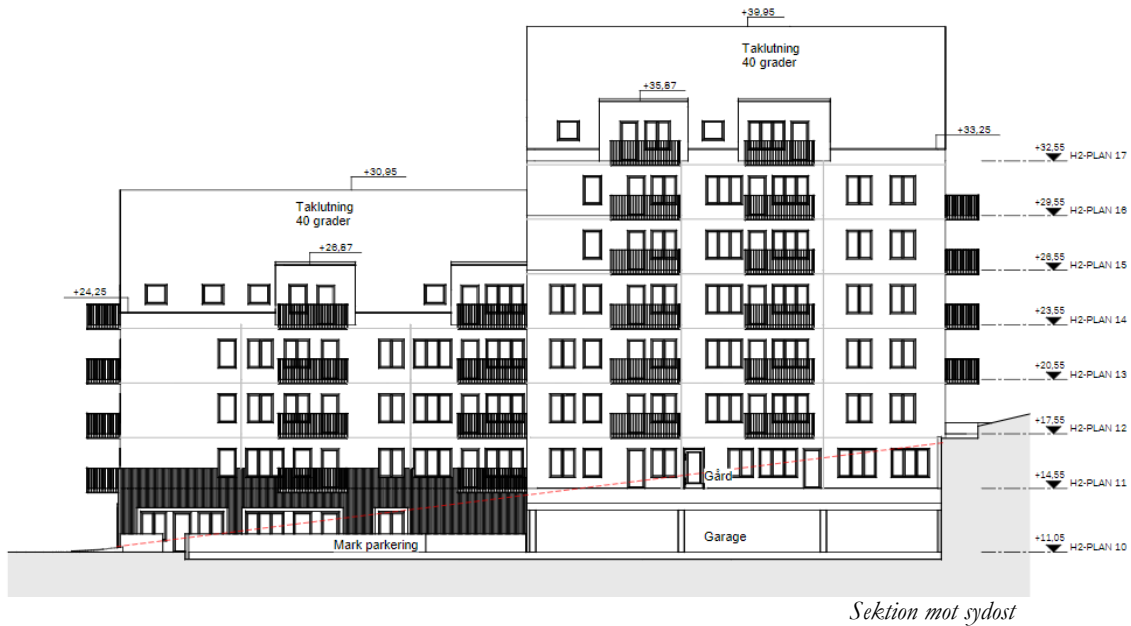 +39,95
Taklutning
40 grader
+35,87
+33,25
+32,55 H2-PLAN 17
+30,95
Taklutning
40 grader
+29,55 H2-PLAN 16
+26,87
+26,55 H2-PLAN 15
+24,25
+23,55 H2-PLAN 14
+20,55 H2-PLAN 13
+17,55 H2-PLAN 12
Gård
+14,55 H2-PLAN 11
Garage
Mark parkering
+11,05 H2-PLAN 10
Sektion mot sydost